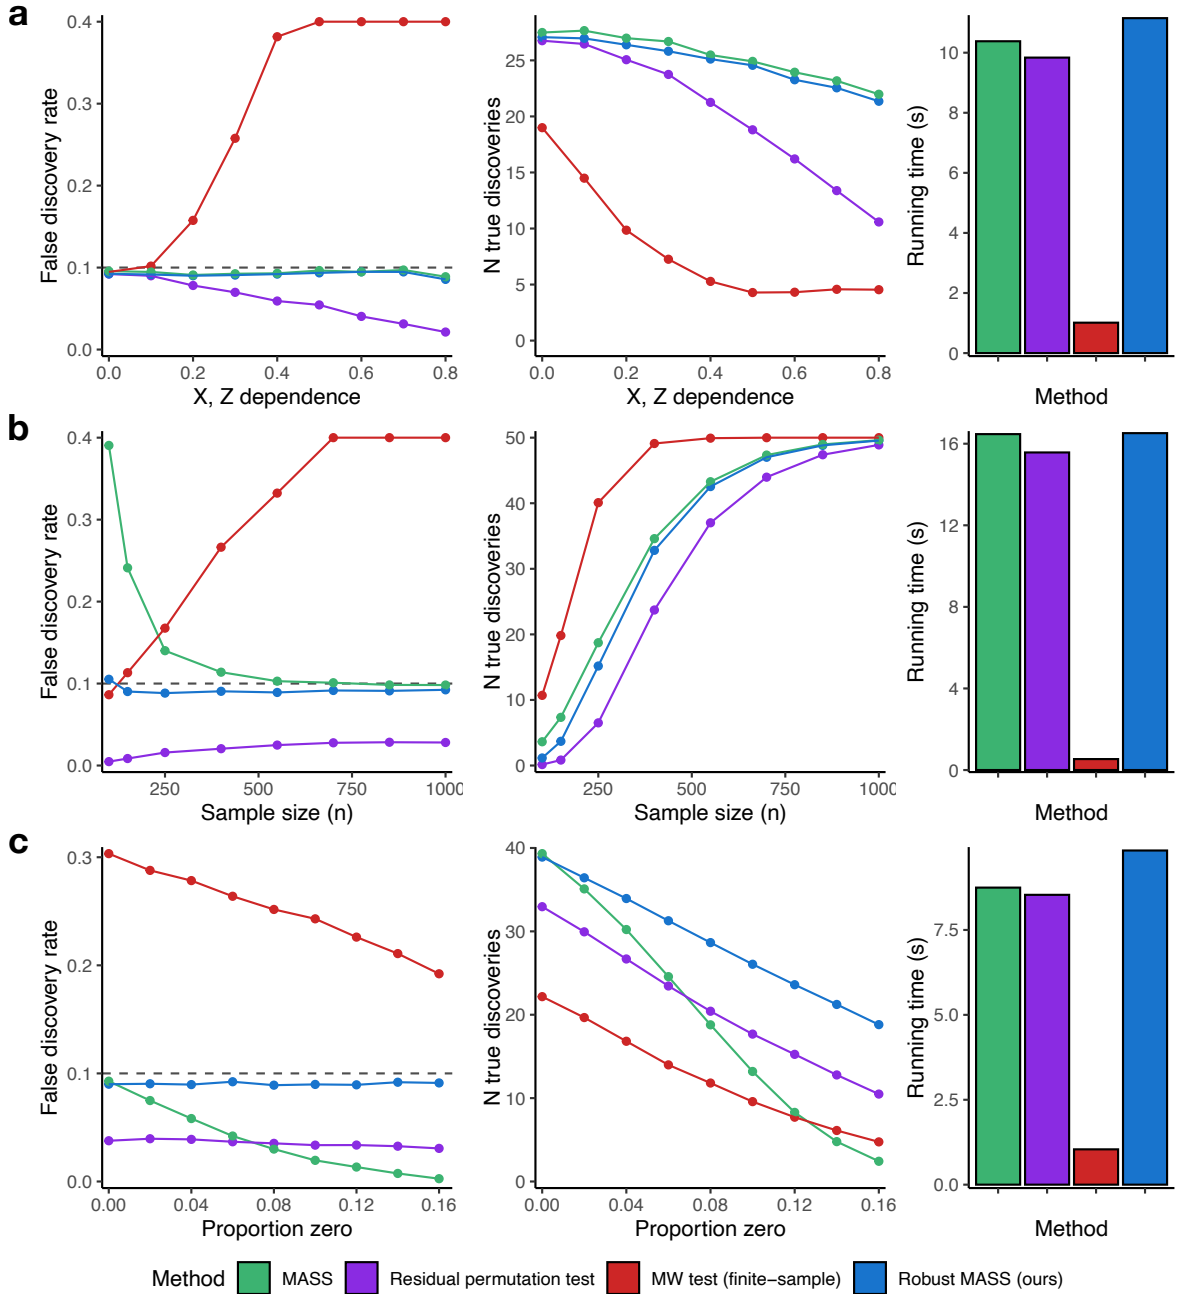 a
False discovery rate
0.4
0.3
0.2
0.1
0.0
0.0 0.2 0.4 0.6 0.8
X, Z dependence
N true discoveries
25
20
15
10
5
0
0.0 0.2 0.4 0.6 0.8
X, Z dependence
Running time (s)
10
8
6
4
2
0
Method
b
False discovery rate
0.4
0.3
0.2
0.1
0.0
250 500 750 1000
Sample size (n)
N true discoveries
50
40
30
20
10
0
250 500 750 1000
Sample size (n)
Running time (s)
16
12
8
4
0
Method
c
False discovery rate
0.3
0.2
0.1
0.0
0.00 0.04 0.08 0.12 0.16
Proportion zero
N true discoveries
40
30
20
10
0
0.00 0.04 0.08 0.12 0.16
Proportion zero
Running time (s)
7.5
5.0
2.5
0.0
Method
Method MASS Residual permutation test MW test (finite−sample) Robust MASS (ours)